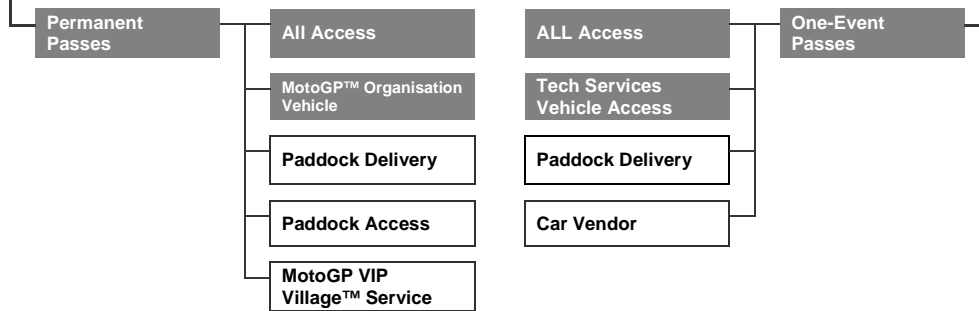 Permanent
Passes
All Access
MotoGP™ Organisation
Vehicle
Paddock Delivery
Paddock Access
MotoGP VIP
Village™ Service
ALL Access
Tech Services
Vehicle Access
Paddock Delivery
Car Vendor
One-Event
Passes